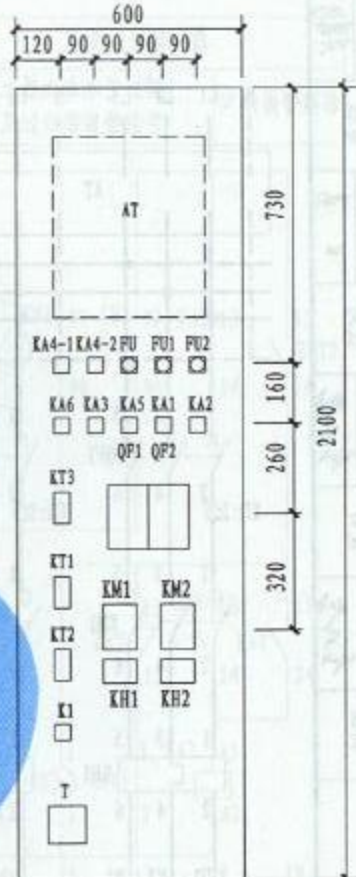 600
120 90 90 90 90
AT
730
KA4-1 KA4-2 FU FU1 FU2
160
KA6 KA3 KA5 KA1 KA2
QF1 QF2
260
2100
KT3
320
KT1
KM1 KM2
KT2
KH1 KH2
K1
T